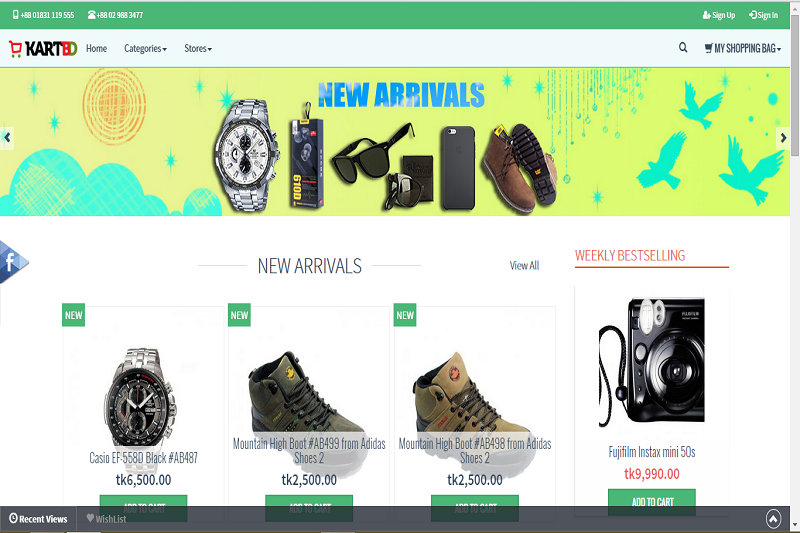 +88 01831 119 555 +88 02 988 3477 Sign Up Sign In
KARTBD Home Categories Stores MY SHOPPING BAG
NEW ARRIVALS
610D
CAT
f
NEW ARRIVALS View All
WEEKLY BESTSELLING
NEW NEW NEW
FUJIFILM
Casio EF 558D Black #AB487
tk6,500.00
ADD TO CART
Mountain High Boot #AB499 from Adidas
Shoes 2
tk2,500.00
ADD TO CART
Mountain High Boot #AB498 from Adidas
Shoes 2
tk2,500.00
ADD TO CART
Fujifilm Instax mini 50s
tk9,990.00
ADD TO CART
Recent Views WishList